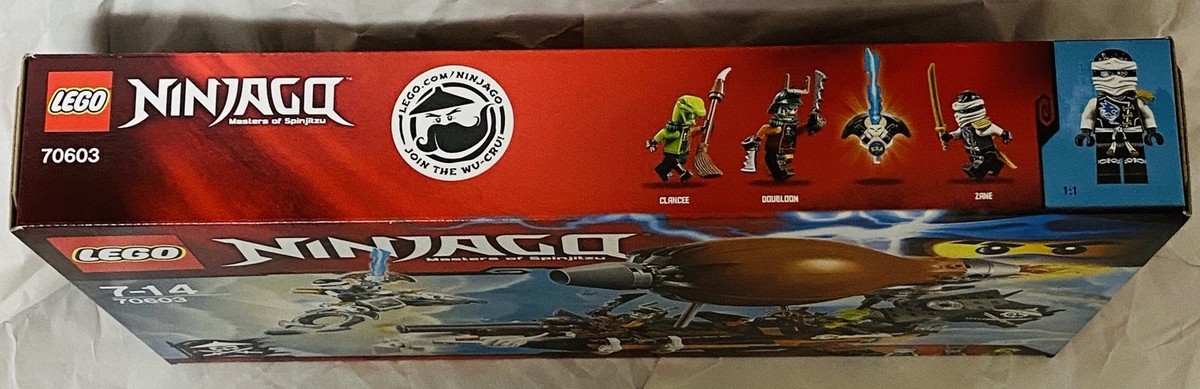 LEGO
NINJAGO™
Masters of Spinjitzu
70603
LEGO.COM/NINJAGO
JOIN THE WU-CRU!
CLANCEE
DOUBLOON
ZANE
1:1
LEGO
NINJAGO
Masters of Spinjitzu
7-14
70603